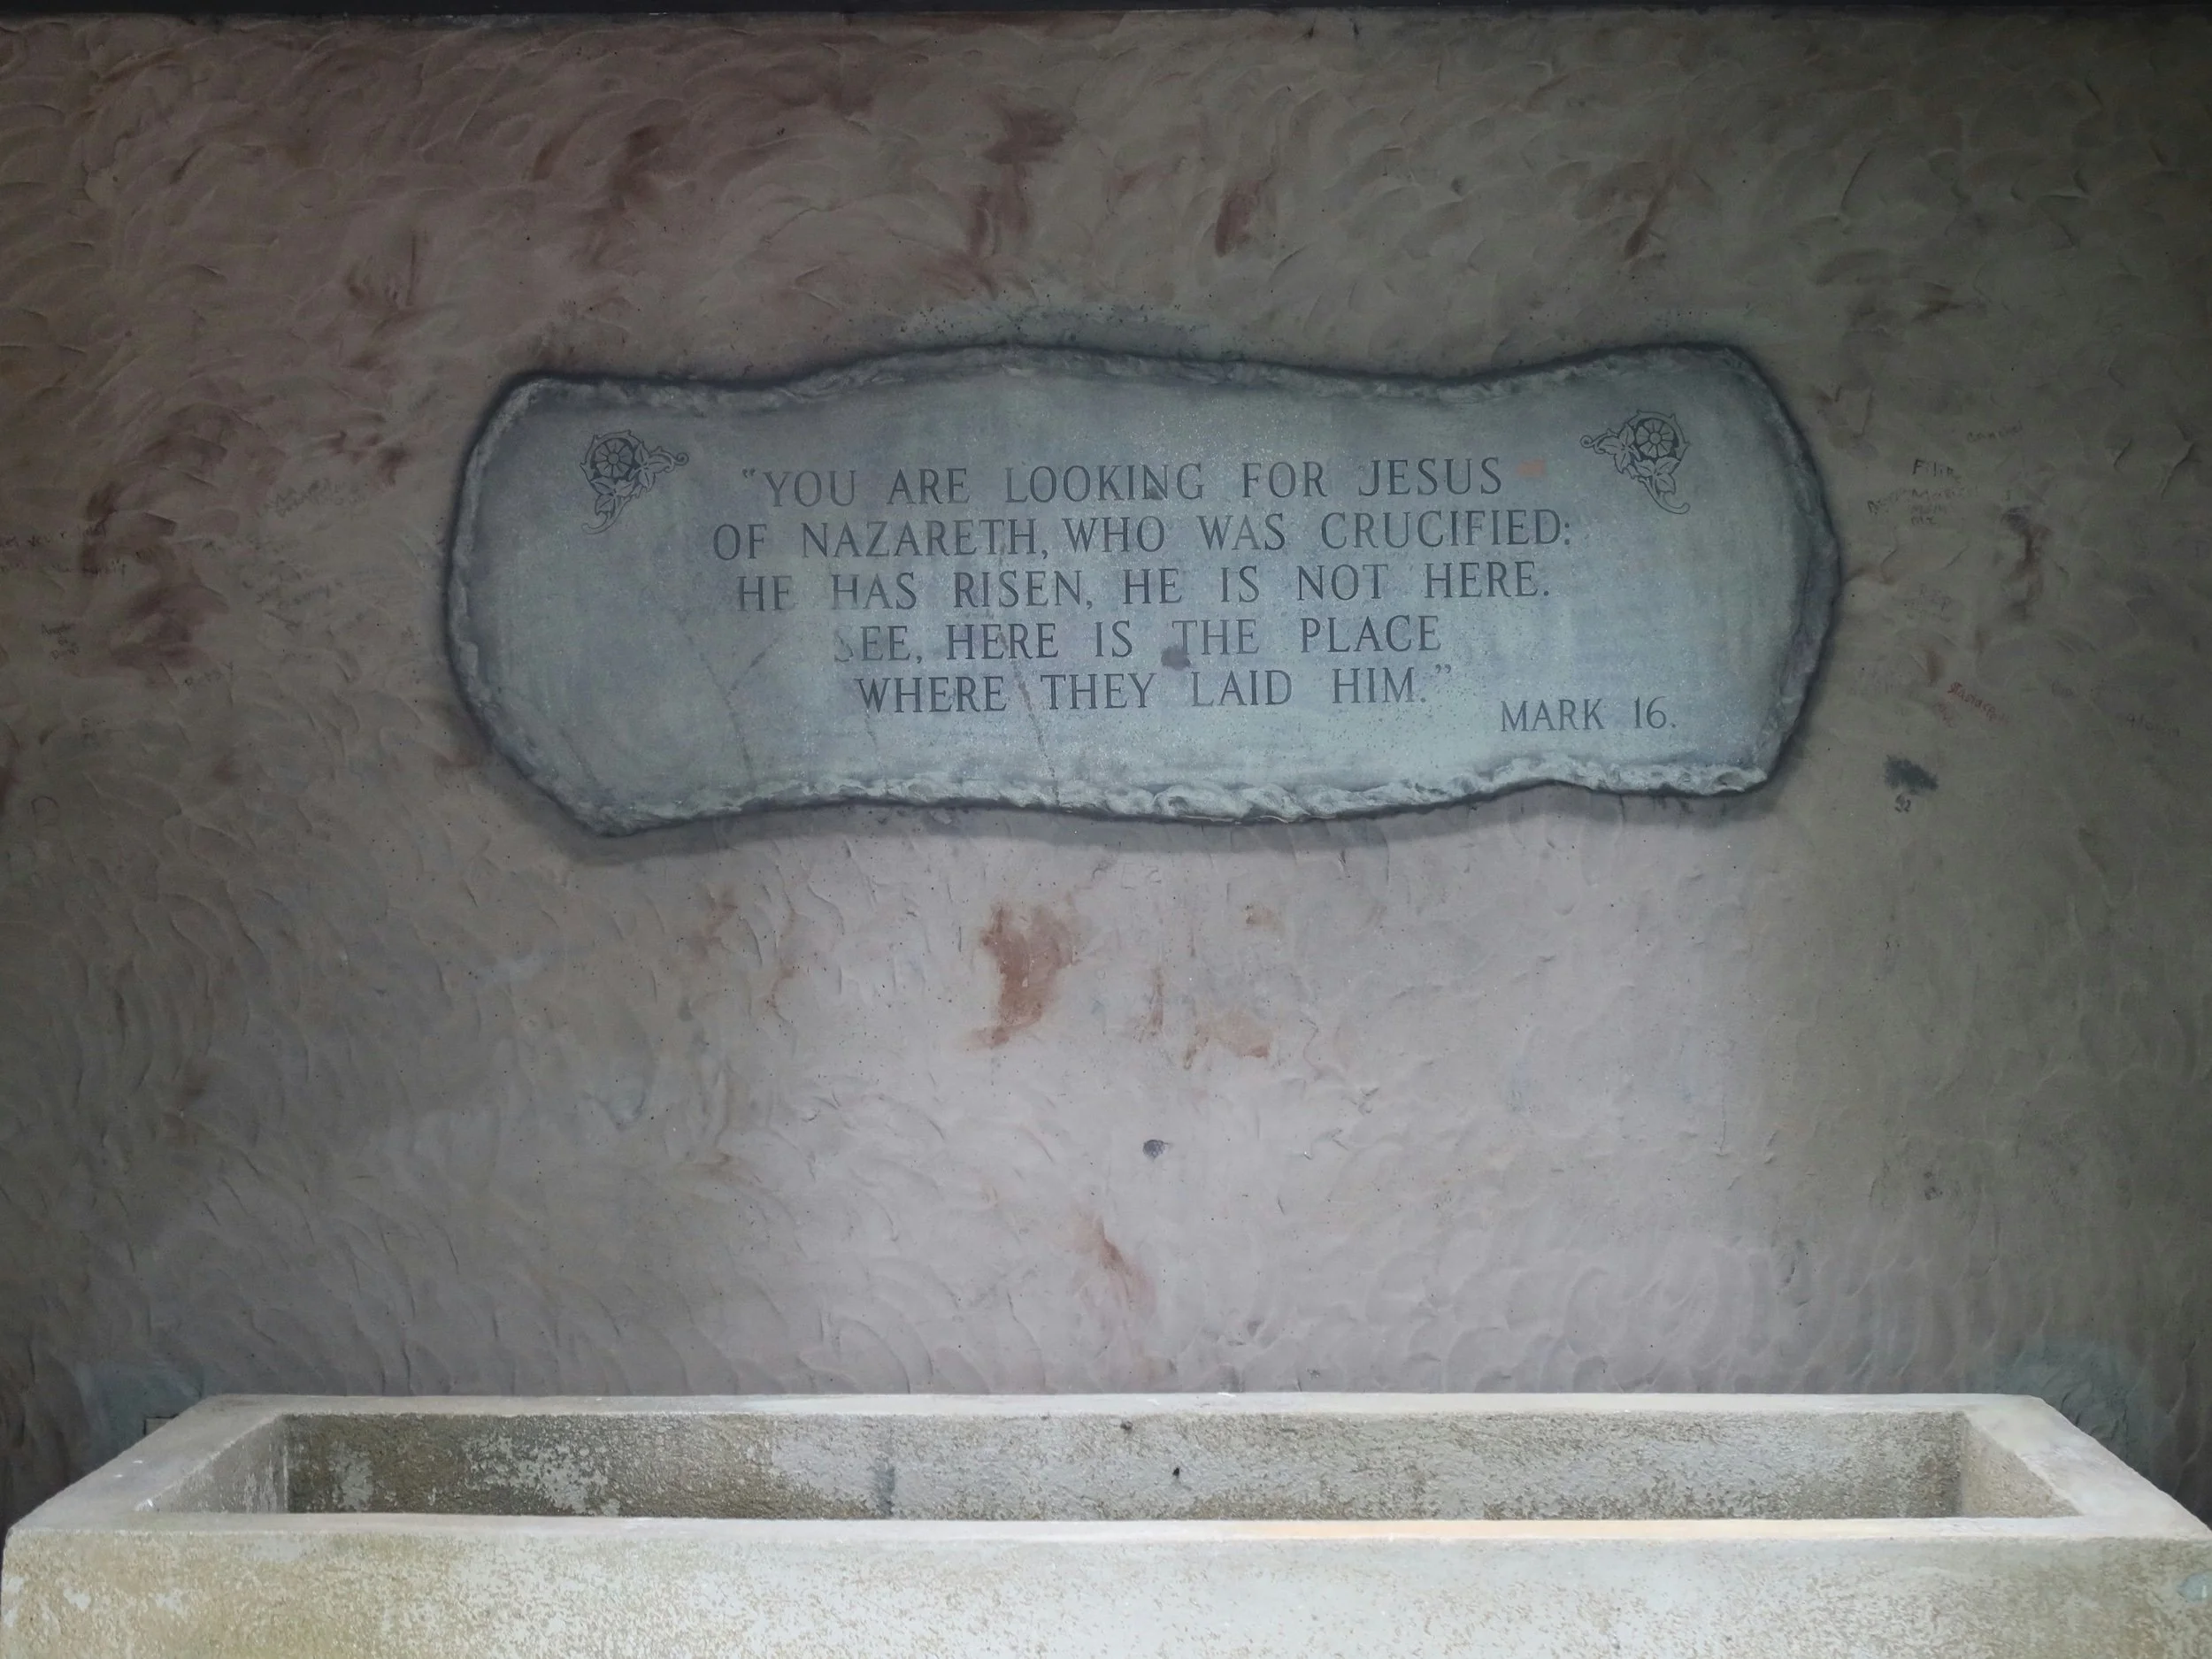 "YOU ARE LOOKING FOR JESUS
OF NAZARETH, WHO WAS CRUCIFIED:
HE HAS RISEN, HE IS NOT HERE.
SEE, HERE IS THE PLACE
WHERE THEY LAID HIM."
MARK 16.